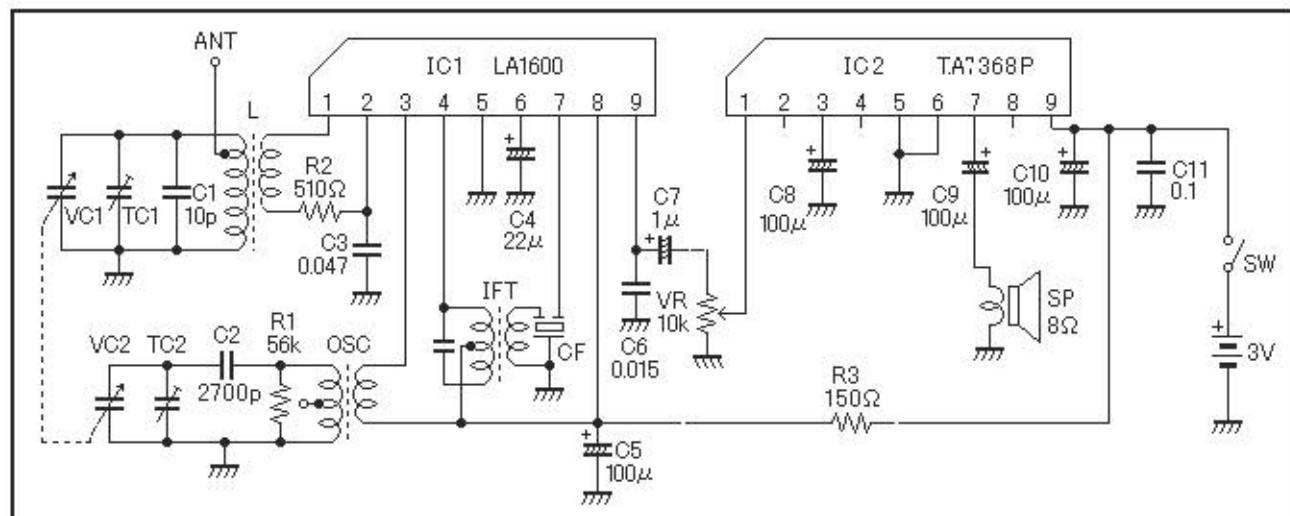 ANT
IC1 LA1600
IC2 TA7368P
1 2 3 4 5 6 7 8 9
1 2 3 4 5 6 7 8 9
L
VC1
TC1
C1
10p
R2
510Ω
C3
0.047
C4
22μ
C7
1μ
+
C6
0.015
VR
10k
C8
100μ
+
C9
100μ
+
C10
100μ
+
C11
0.1
SW
+
3V
SP
8Ω
IFT
CF
VC2
TC2
C2
2700p
R1
56k
OSC
R3
150Ω
+
C5
100μ
+